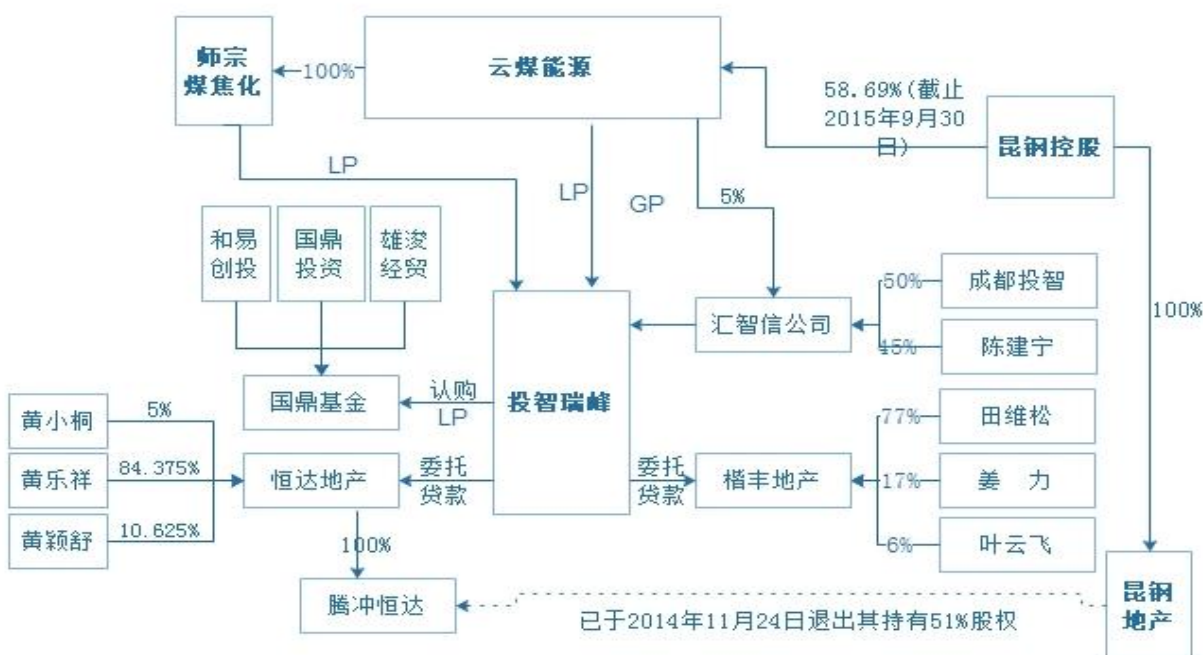 师宗
煤焦化
100%
云煤能源
58.69%(截止
2015年9月30
日)
昆钢控股
LP
LP
GP
5%
和易
创投
国鼎
投资
雄浚
经贸
50%
成都投智
100%
汇智信公司
45%
陈建宁
国鼎基金
认购
LP
投智瑞峰
黄小桐
5%
77%
田维松
黄乐祥
84.375%
恒达地产
委托
贷款
委托
贷款
楷丰地产
17%
姜 力
黄颖舒
10.625%
100%
6%
叶云飞
腾冲恒达
已于2014年11月24日退出其持有51%股权
昆钢
地产